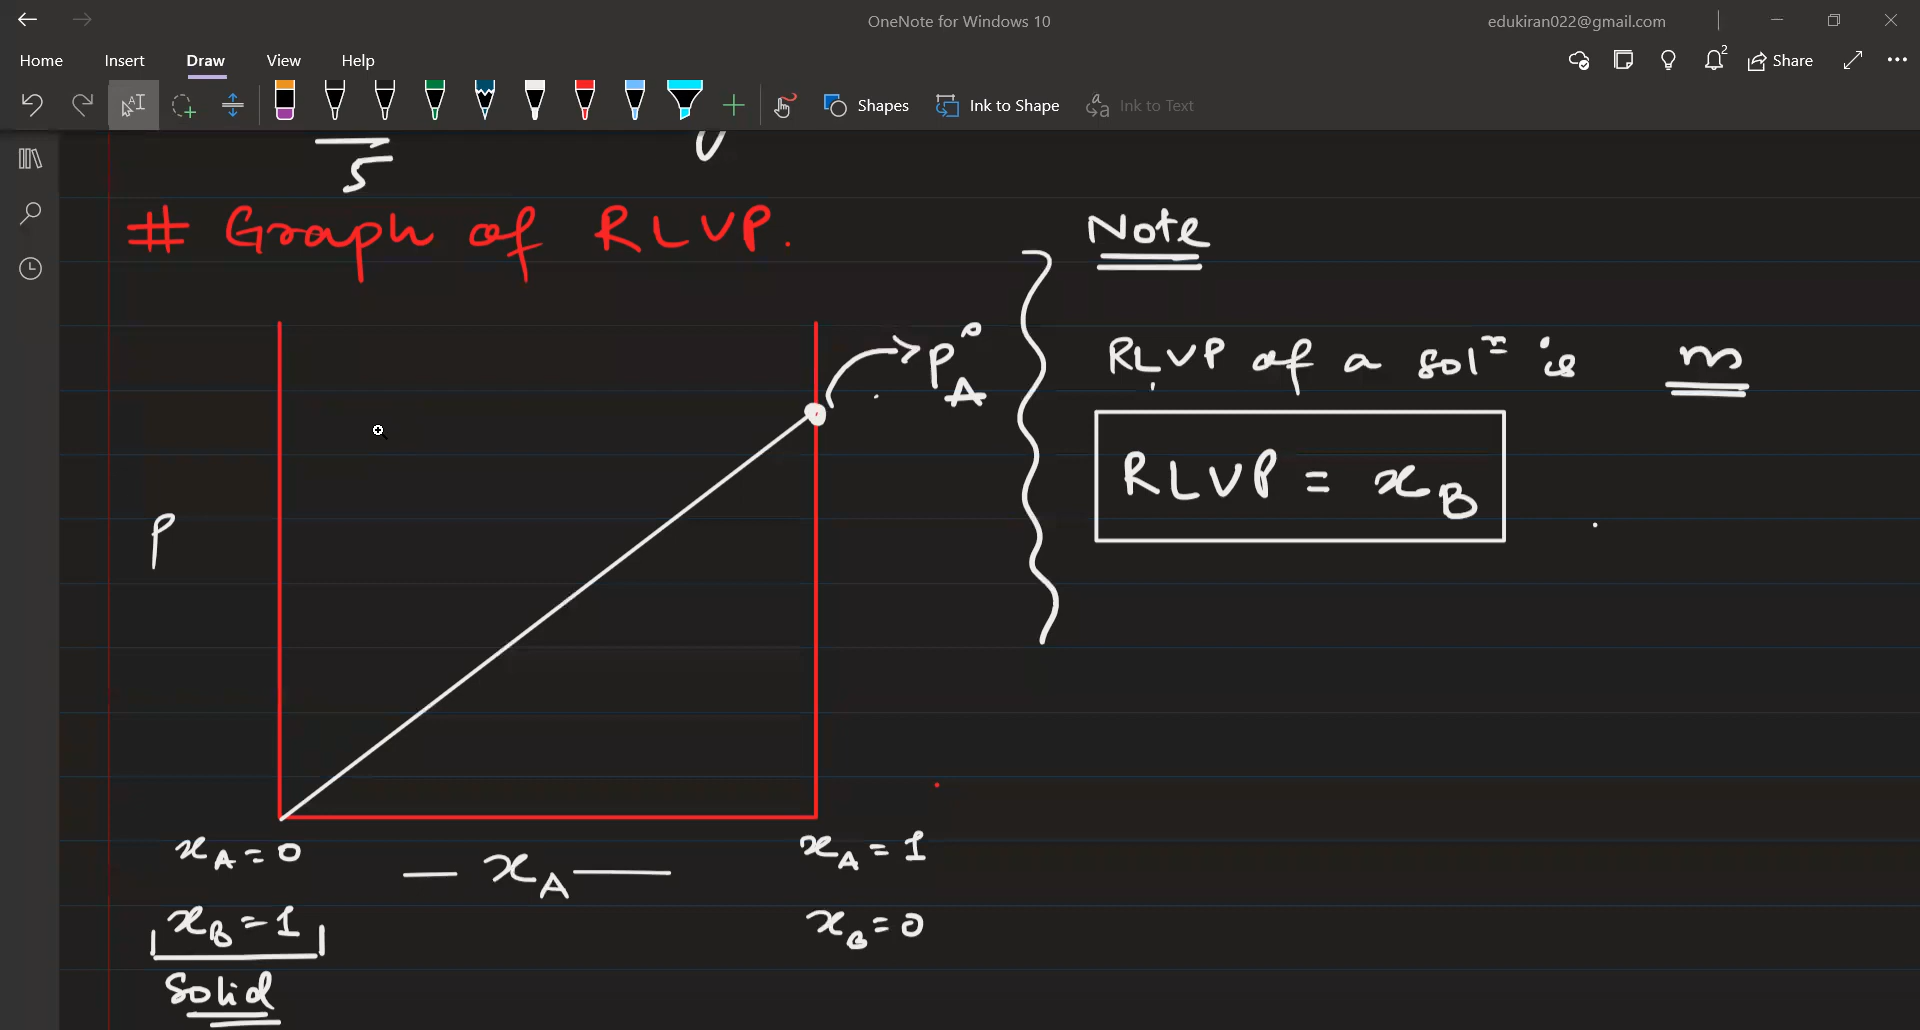 OneNote for Windows 10
edukiran022@gmail.com
Home Insert Draw View Help
2
Share
Shapes Ink to Shape Ink to Text
5
# Graph of RLVP.
Note
p°A
RLVP of a solⁿ is m
RLVP = xB
P
xA = 0 xA xA = 1
xB = 1 xB = 0
Solid